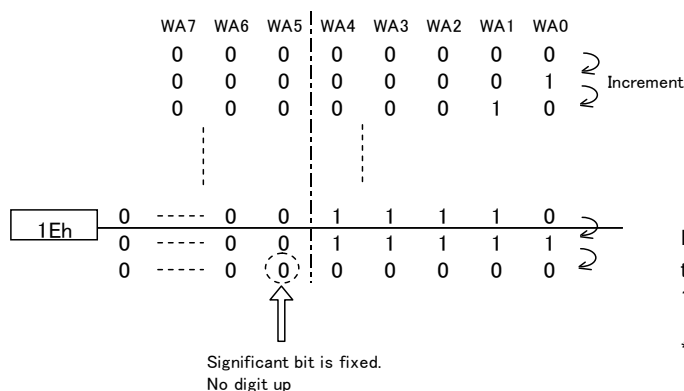 WA7 WA6 WA5 WA4 WA3 WA2 WA1 WA0
0 0 0 0 0 0 0 0
0 0 0 0 0 0 0 1
Increment
0 0 0 0 0 0 1 0
1Eh
0 ----- 0 0 1 1 1 1 0
0 0 0 1 1 1 1 1
0 ----- 0 0 0 0 0 0 0
Significant bit is fixed.
No digit up